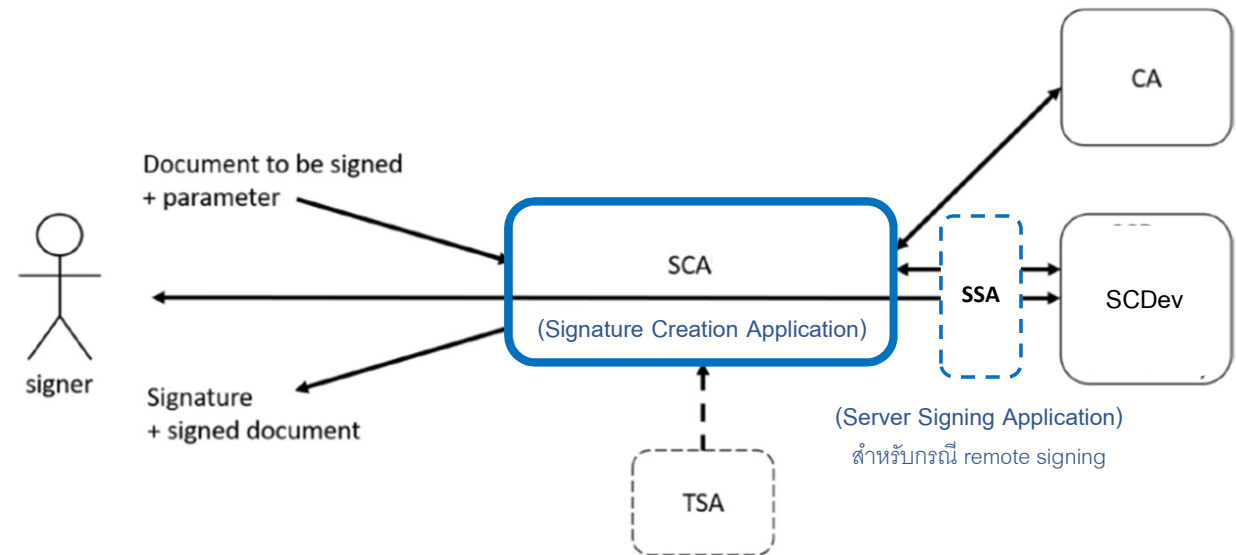 CA
Document to be signed
+ parameter
SCA
(Signature Creation Application)
SSA
SCDev
signer
Signature
+ signed document
(Server Signing Application)
สำหรับกรณี remote signing
TSA